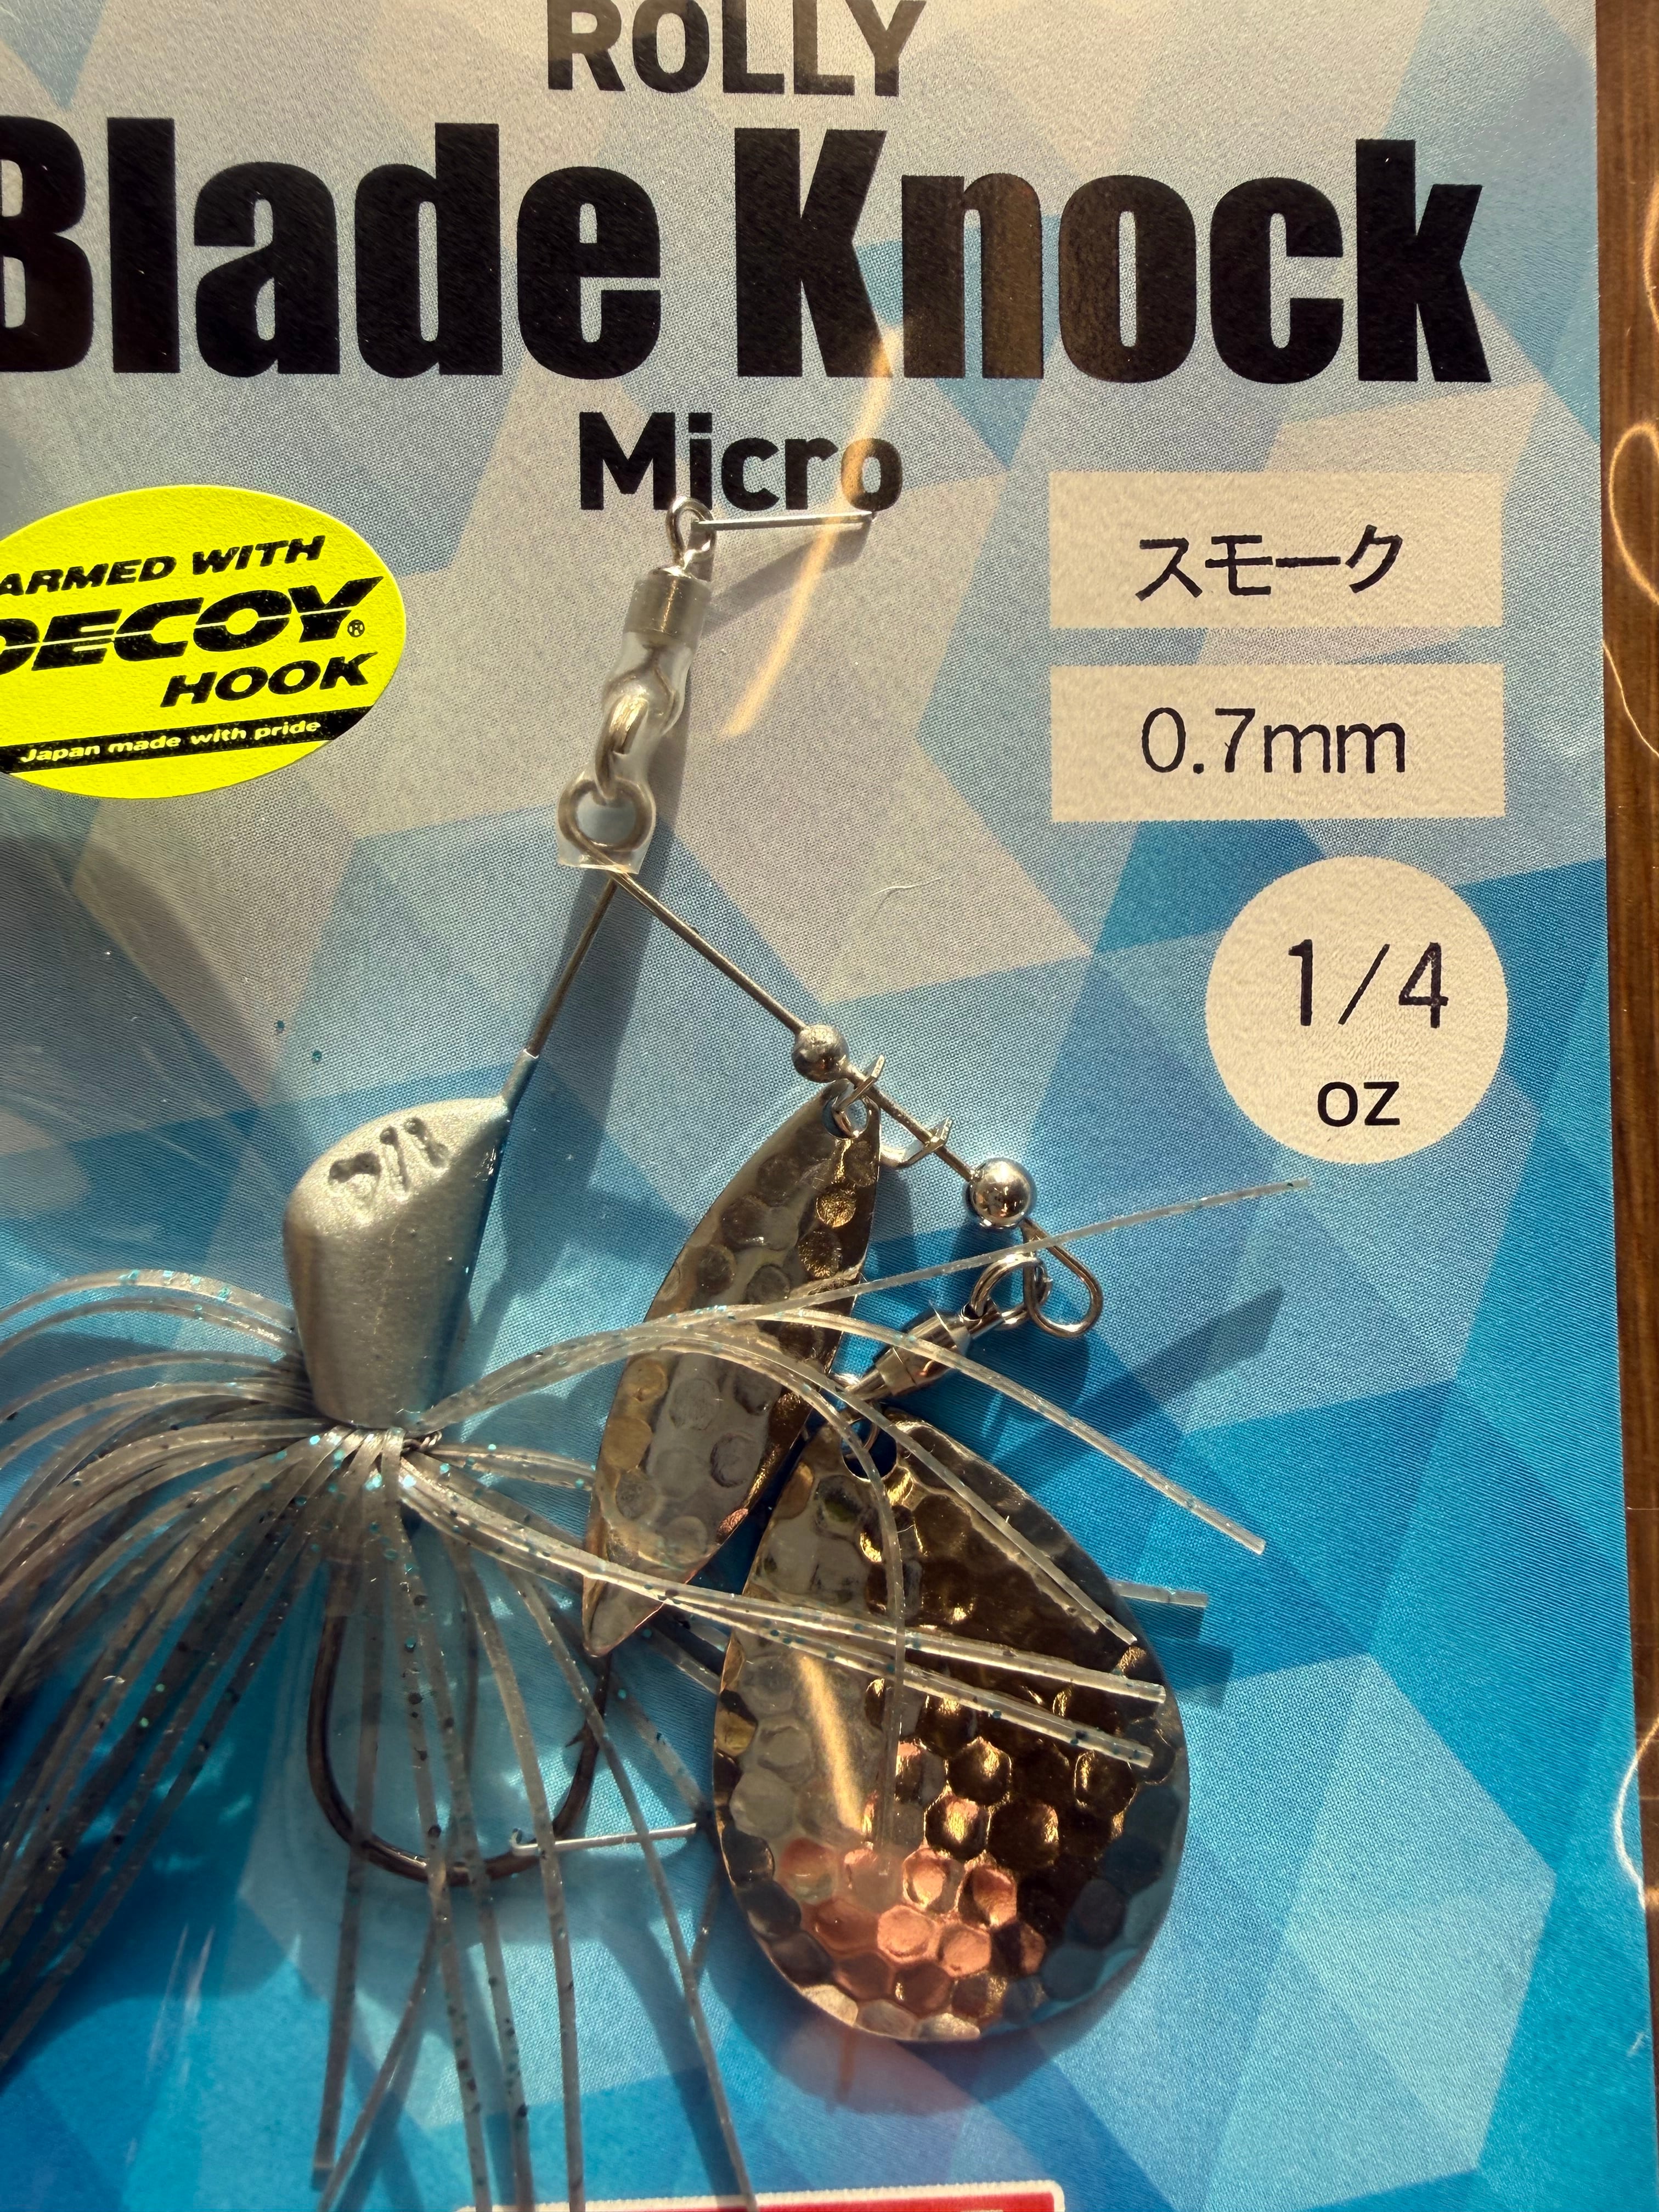 ROLLY
Blade Knock
Micro
ARMED WITH
DECOY®
HOOK
Japan made with pride
スモーク
0.7mm
1/4
oz